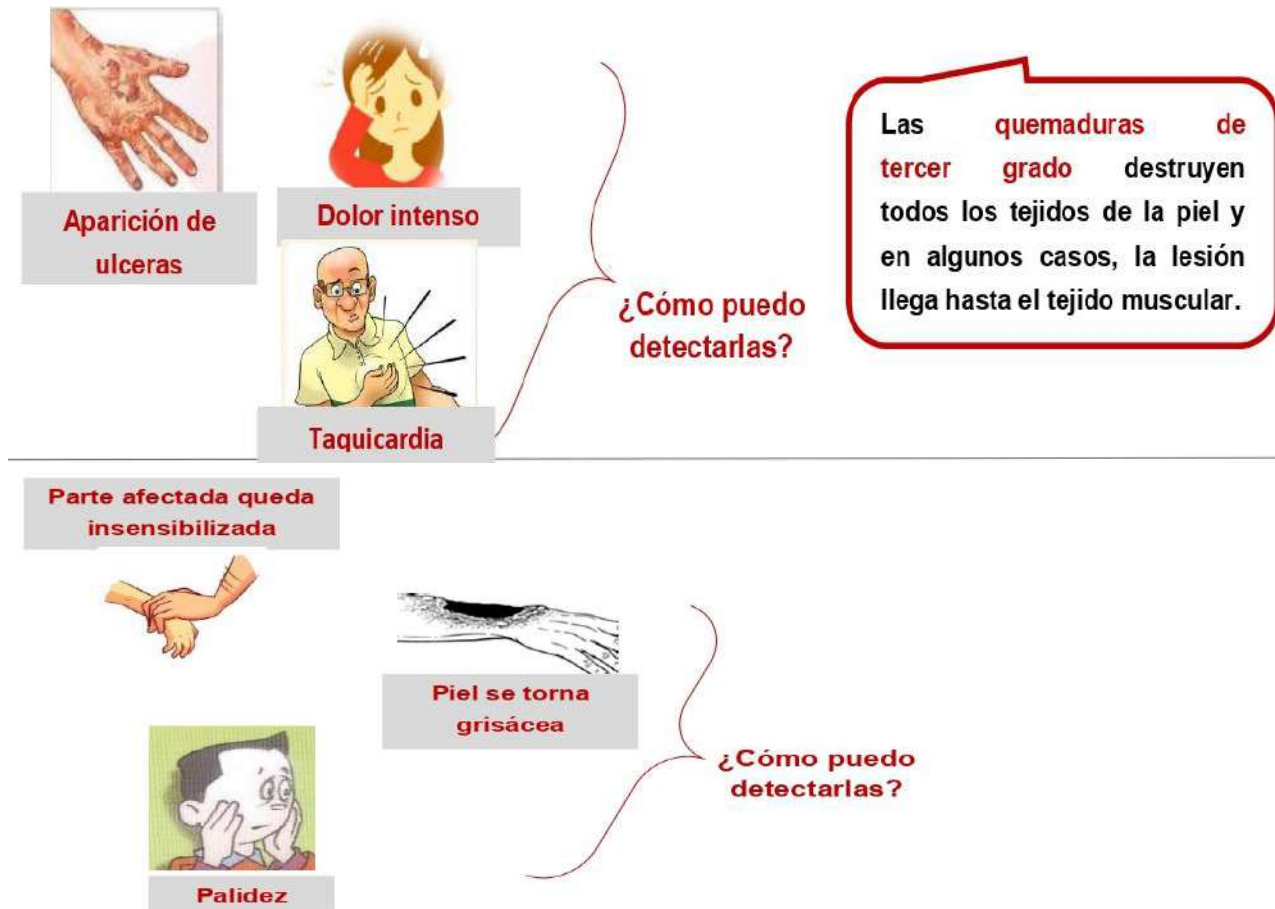 Aparición de
ulceras
Dolor intenso
Taquicardia
¿Cómo puedo
detectarlas?
Las quemaduras de
tercer grado destruyen
todos los tejidos de la piel y
en algunos casos, la lesión
llega hasta el tejido muscular.
Parte afectada queda
insensibilizada
Piel se torna
grisácea
Palidez
¿Cómo puedo
detectarlas?